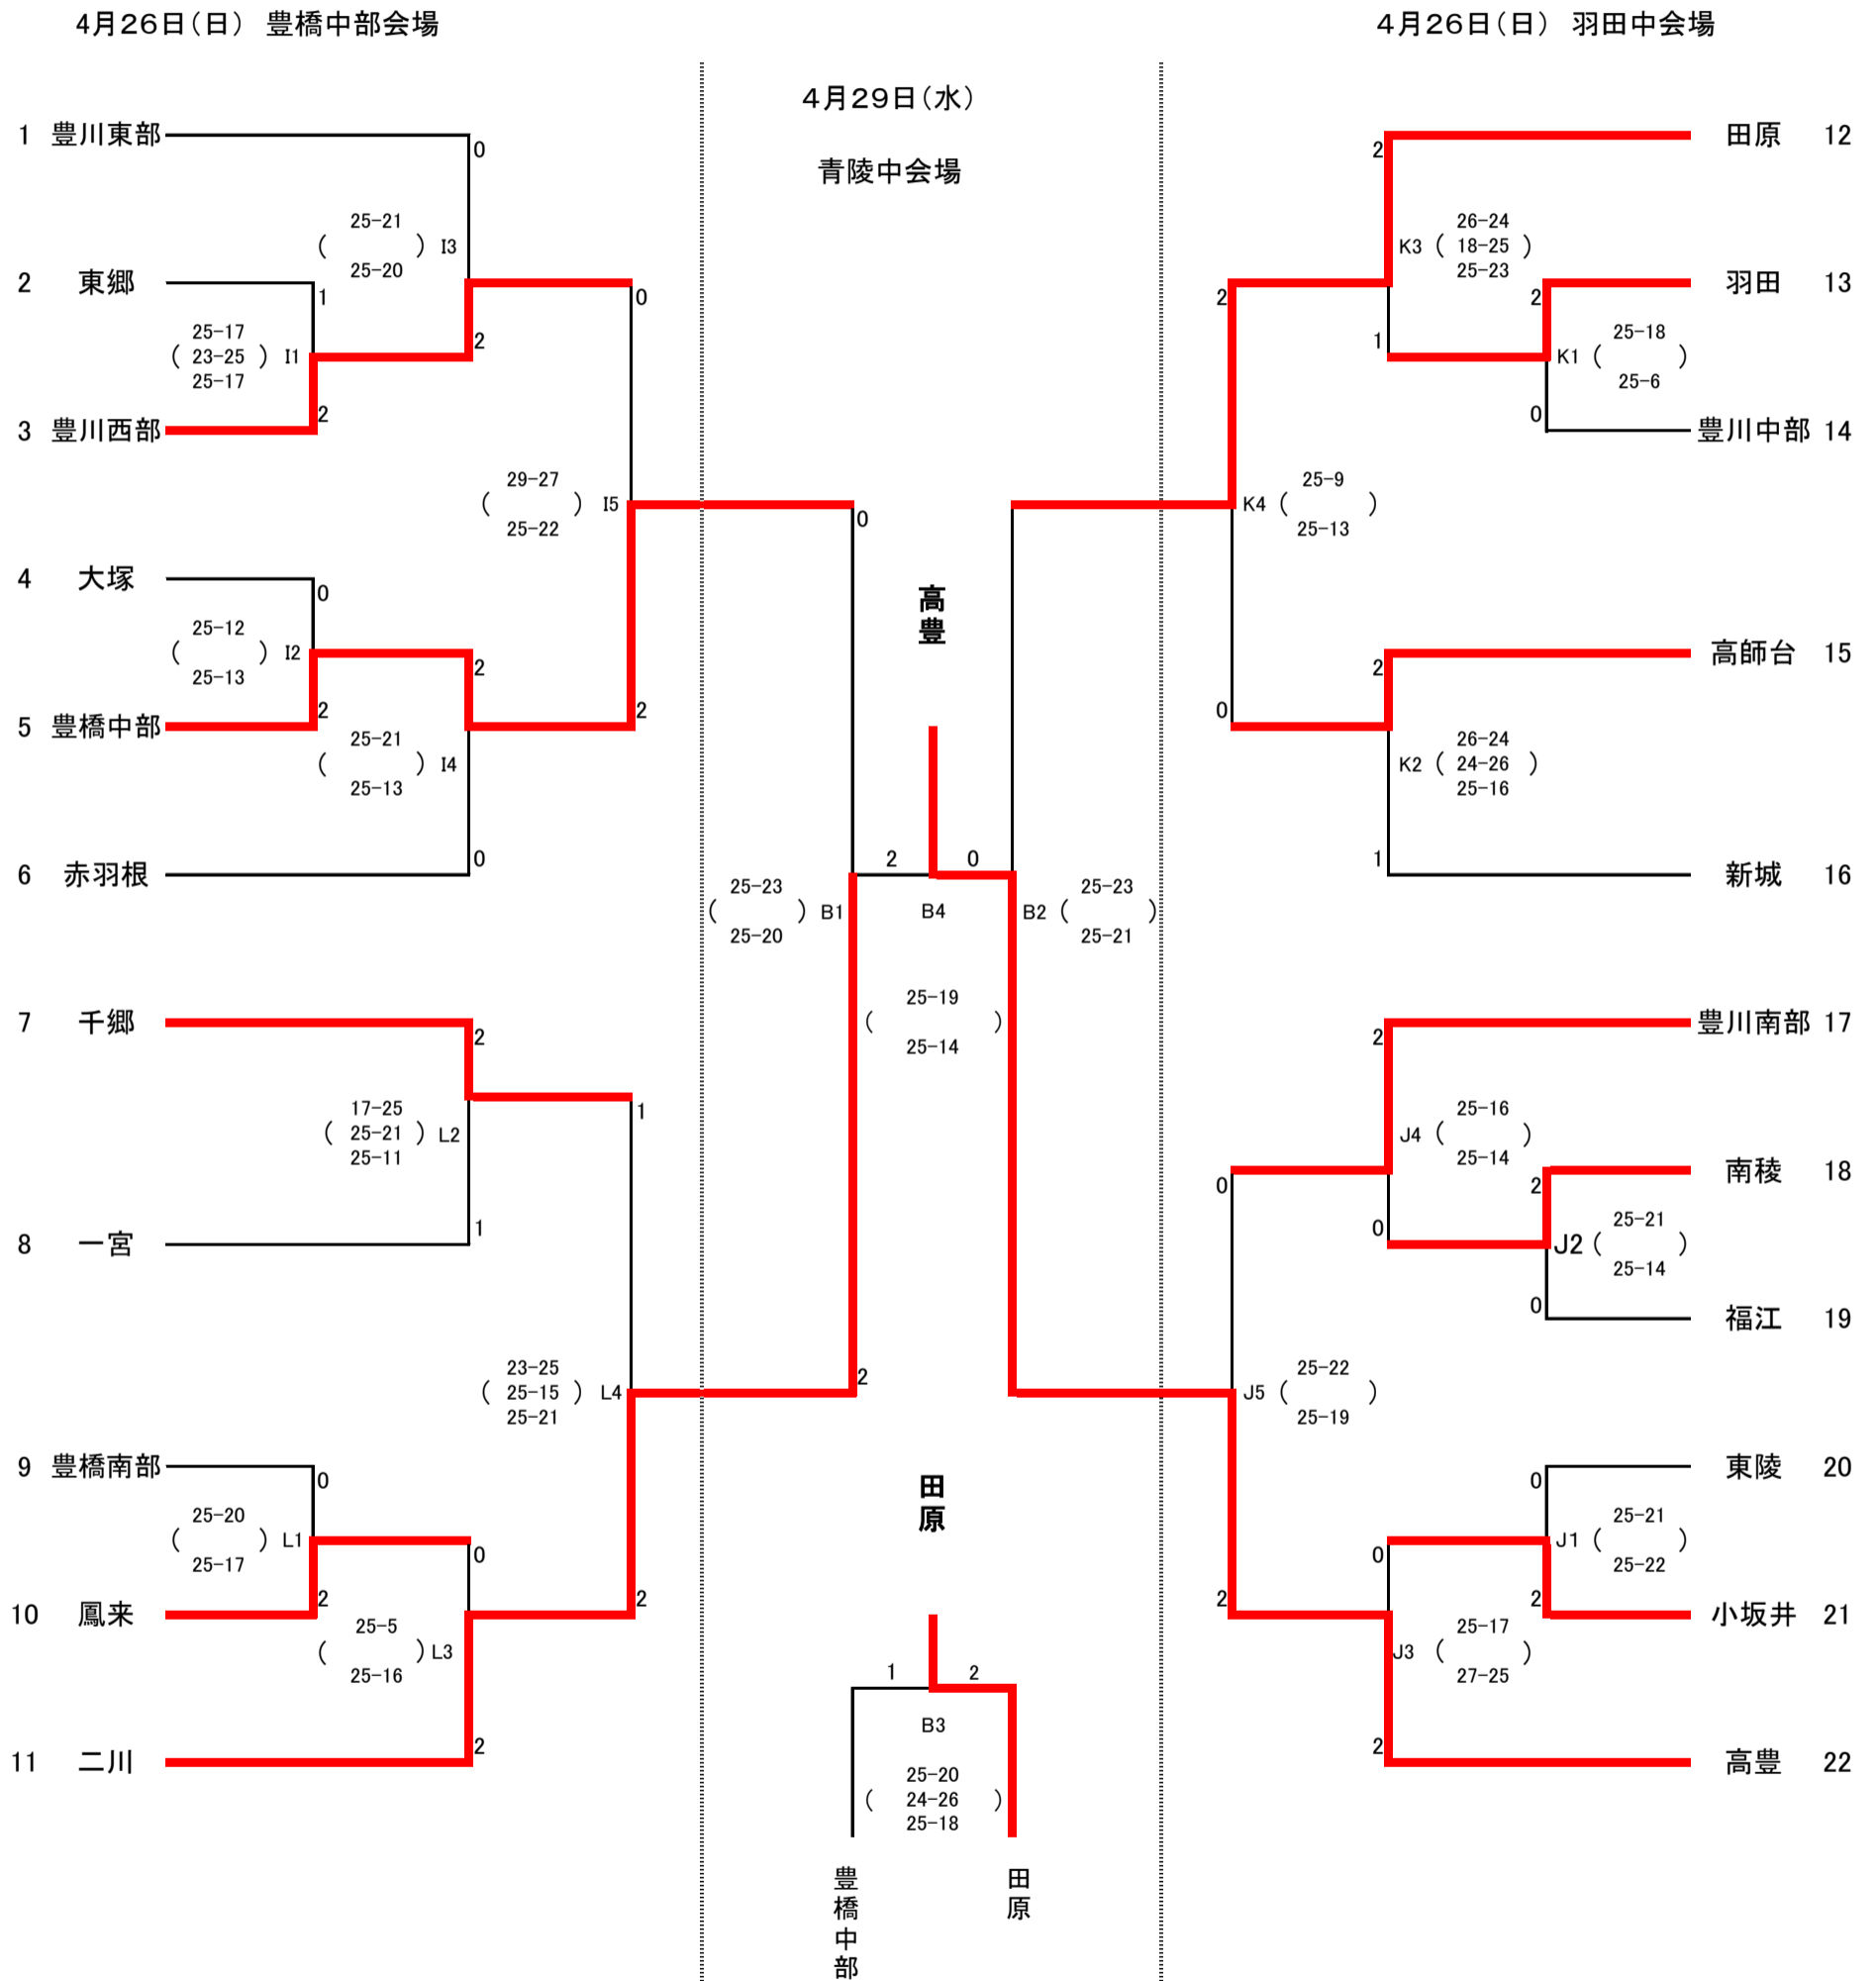 4月26日(日) 豊橋中部会場
4月29日(水)
青陵中会場
4月26日(日) 羽田中会場
1 豊川東部
0
25-21
( ) I3
25-20
2 東郷
1
25-17
( 23-25 ) I1
25-17
2
2
3 豊川西部
0
29-27
( ) I5
25-22
4 大塚
0
25-12
( ) I2
25-13
2
2
5 豊橋中部
25-21
( ) I4
25-13
2
0
6 赤羽根
7 千郷
2
17-25
( 25-21 ) L2
25-11
1
8 一宮
1
23-25
( 25-15 ) L4
25-21
9 豊橋南部
0
25-20
( ) L1
25-17
2
0
10 鳳来
25-5
( ) L3
25-16
2
2
11 二川
0
25-23
( ) B1
25-20
2
高豊
2 0
B4
25-19
( )
25-14
25-23
B2 ( )
25-21
田原
1 2
B3
25-20
( 24-26 )
25-18
豊橋中部
田原
田原 12
2
26-24
K3 ( 18-25 )
25-23
羽田 13
2
1
25-18
K1 ( )
25-6
0
豊川中部 14
2
25-9
K4 ( )
25-13
0
高師台 15
2
26-24
K2 ( 24-26 )
25-16
1
新城 16
豊川南部 17
2
25-16
J4 ( )
25-14
南稜 18
2
0
25-21
J2 ( )
25-14
0
福江 19
0
25-22
J5 ( )
25-19
2
東陵 20
0
25-21
J1 ( )
25-22
2
0
小坂井 21
25-17
J3 ( )
27-25
2
高豊 22